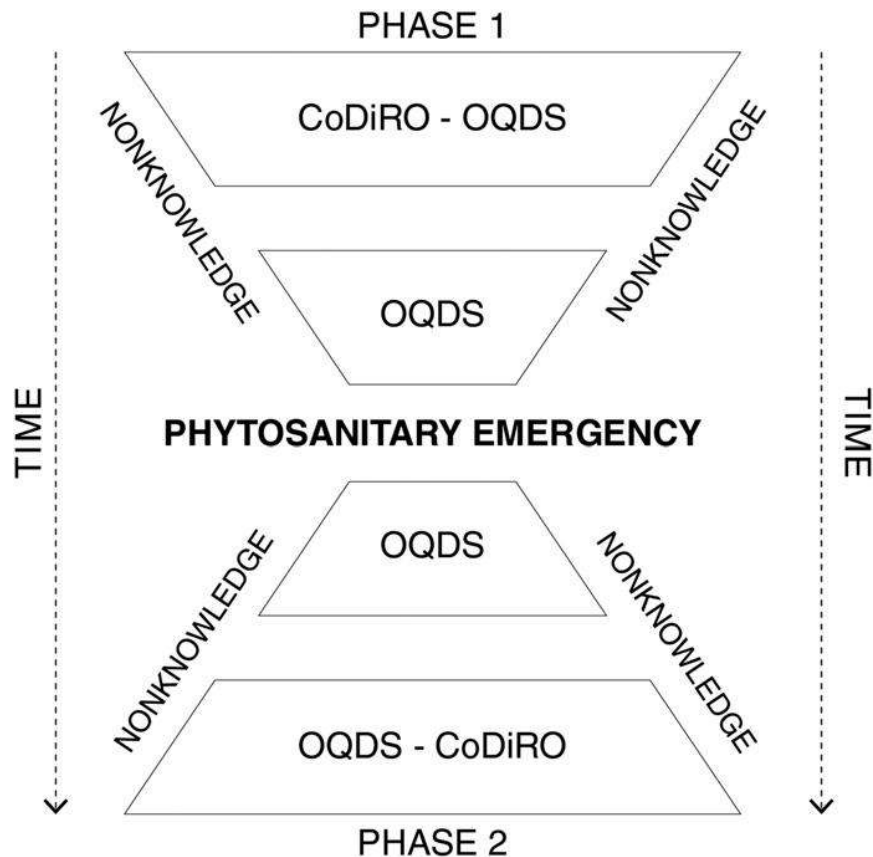 PHASE 1
CoDiRO - OQDS
NONKNOWLEDGE
NONKNOWLEDGE
OQDS
TIME
PHYTOSANITARY EMERGENCY
TIME
OQDS
NONKNOWLEDGE
NONKNOWLEDGE
OQDS - CoDiRO
PHASE 2